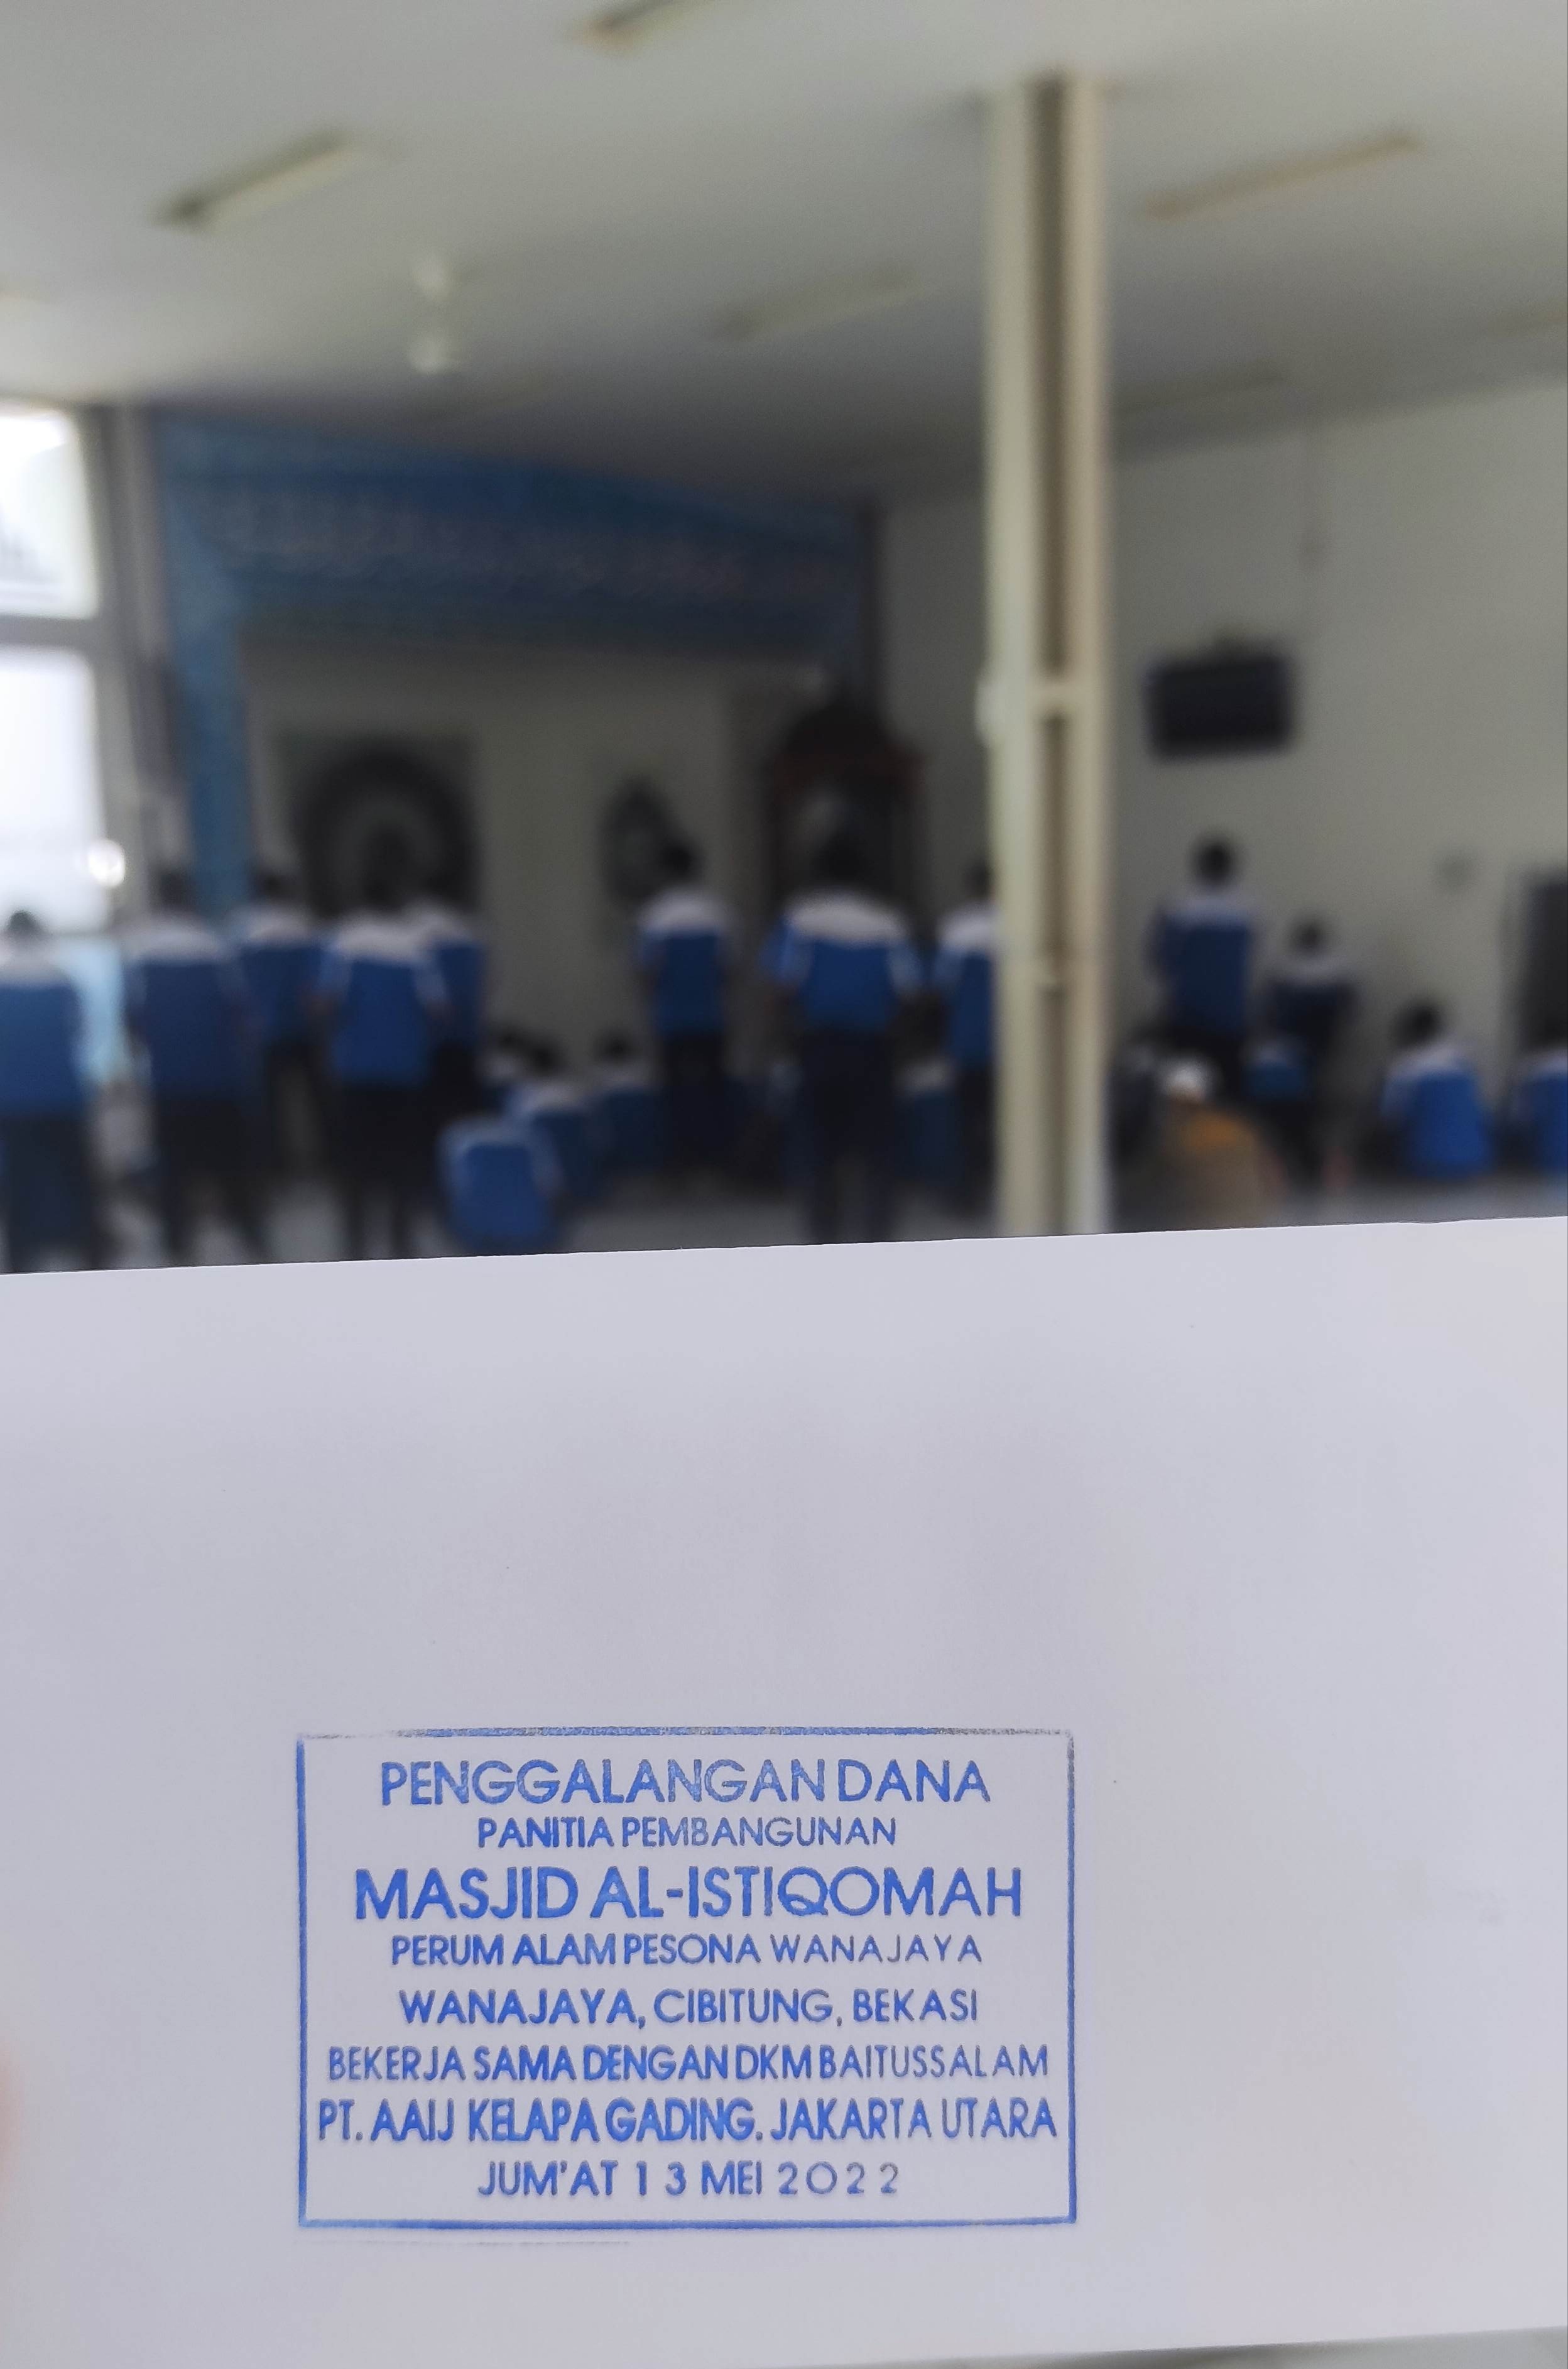 PENGGALANGAN DANA
PANITIA PEMBANGUNAN
MASJID AL-ISTIQOMAH
PERUM ALAM PESONA WANAJAYA
WANAJAYA, CIBITUNG, BEKASI
BEKERJA SAMA DENGAN DKM BAITUSSALAM
PT. AAIJ KELAPA GADING. JAKARTA UTARA
JUM'AT 13 MEI 2022